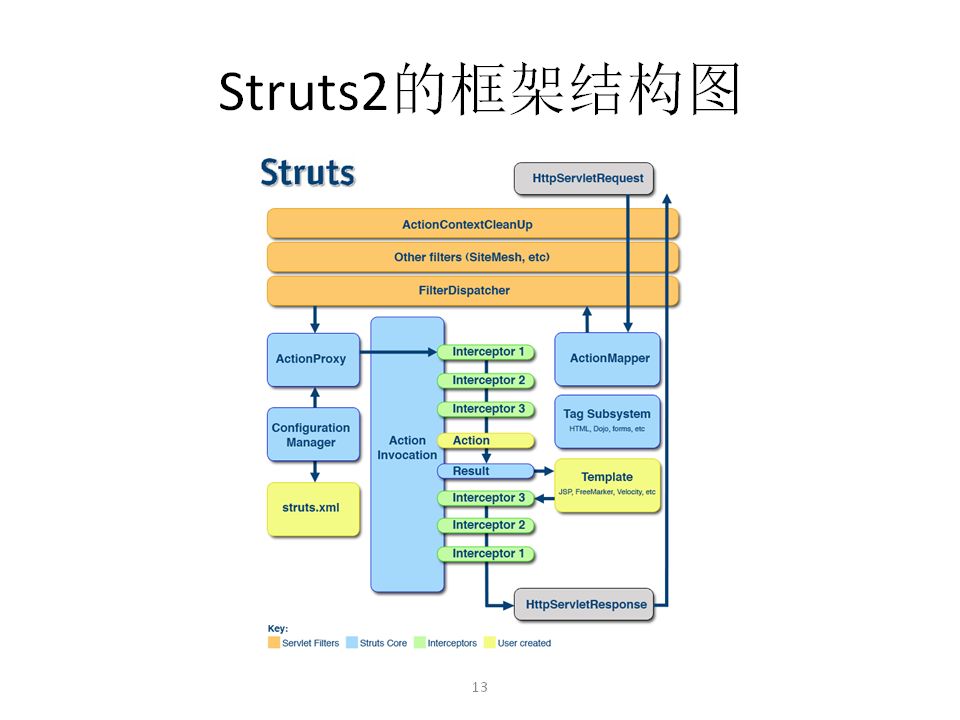 Struts2的框架结构图
Struts
HttpServletRequest
ActionContextCleanUp
Other filters (SiteMesh, etc)
FilterDispatcher
ActionProxy
Interceptor 1
ActionMapper
Interceptor 2
Interceptor 3
Tag Subsystem
HTML, Dojo, forms, etc
Configuration
Manager
Action
Invocation
Action
Result
Template
JSP, FreeMarker, Velocity, etc
struts.xml
Interceptor 3
Interceptor 2
Interceptor 1
HttpServletResponse
Key:
Servlet Filters
Struts Core
Interceptors
User created
13